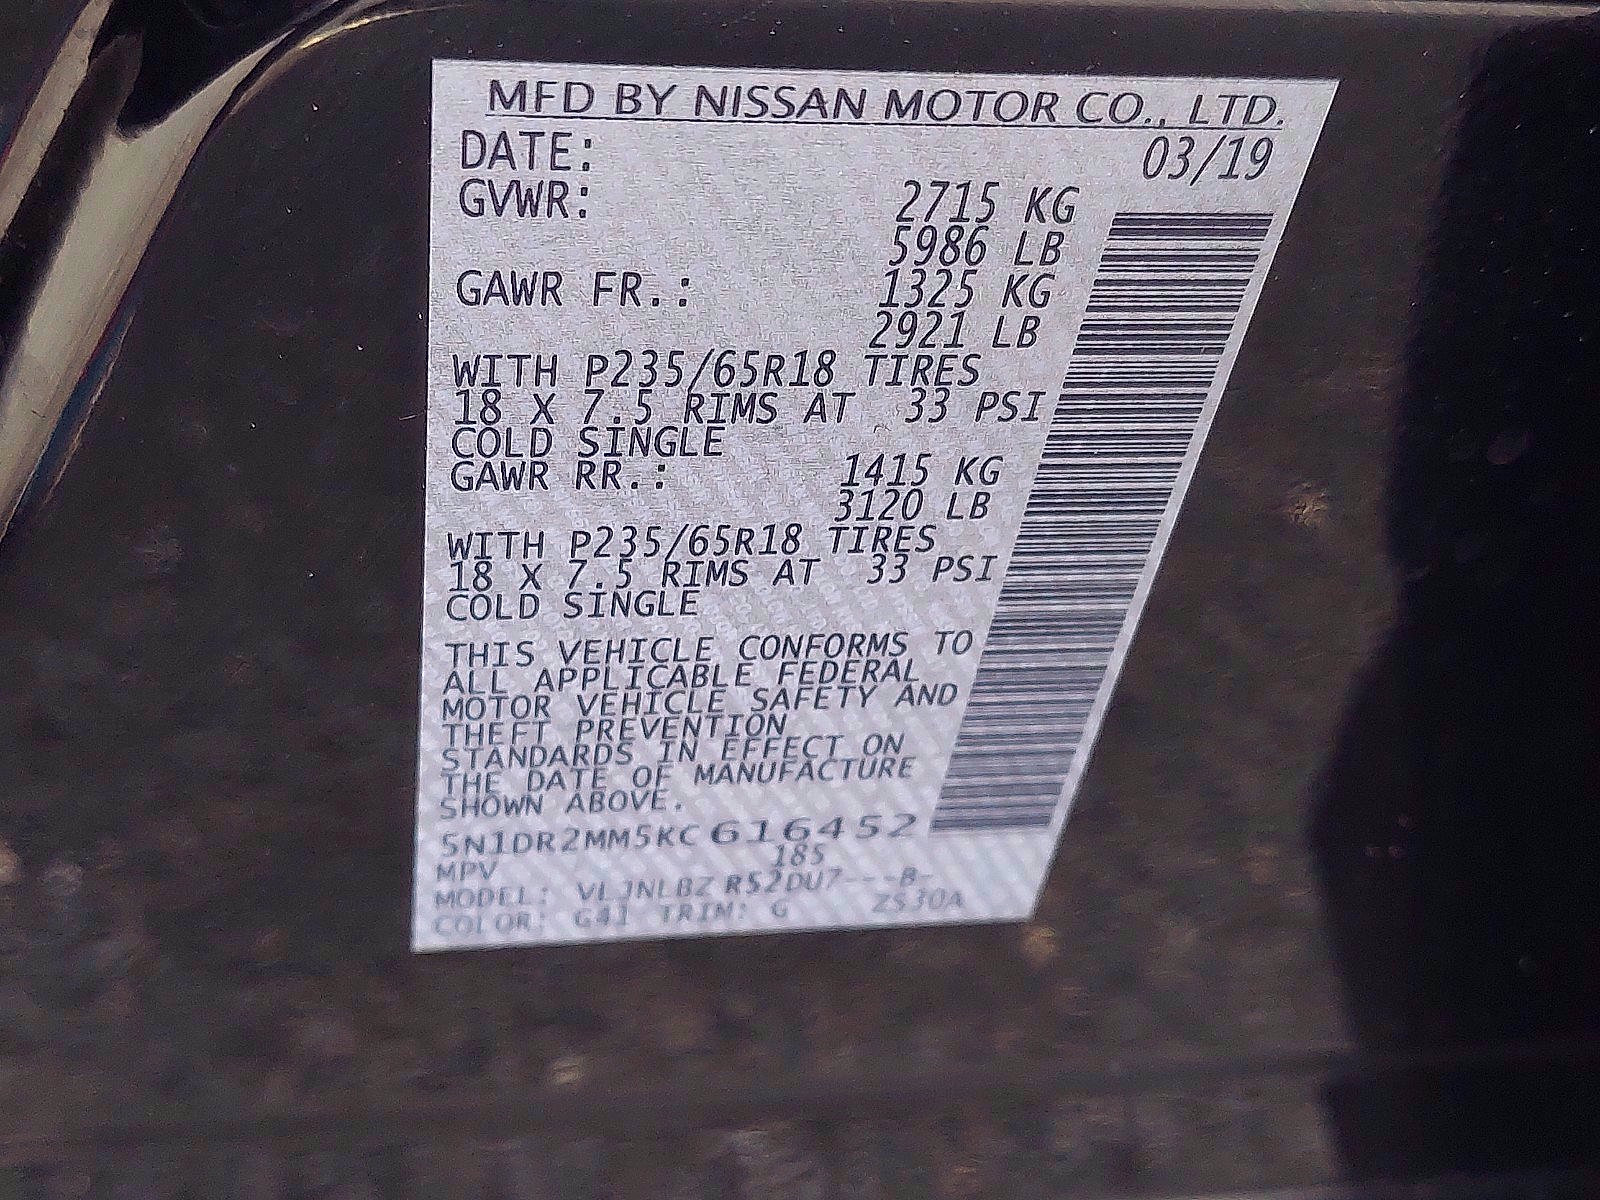 MFD BY NISSAN MOTOR CO., LTD.
DATE: 03/19
GVWR: 2715 KG
5986 LB
GAWR FR.: 1325 KG
2921 LB
WITH P235/65R18 TIRES
18 X 7.5 RIMS AT 33 PSI
COLD SINGLE
GAWR RR.: 1415 KG
3120 LB
WITH P235/65R18 TIRES
18 X 7.5 RIMS AT 33 PSI
COLD SINGLE
THIS VEHICLE CONFORMS TO
ALL APPLICABLE FEDERAL
MOTOR VEHICLE SAFETY AND
THEFT PREVENTION
STANDARDS IN EFFECT ON
THE DATE OF MANUFACTURE
SHOWN ABOVE.
5N1DR2MM5KC616452
MPV 185
MODEL: VLJNLBZ R52DU7---B-
COLOR: G41 TRIM: G ZS30A